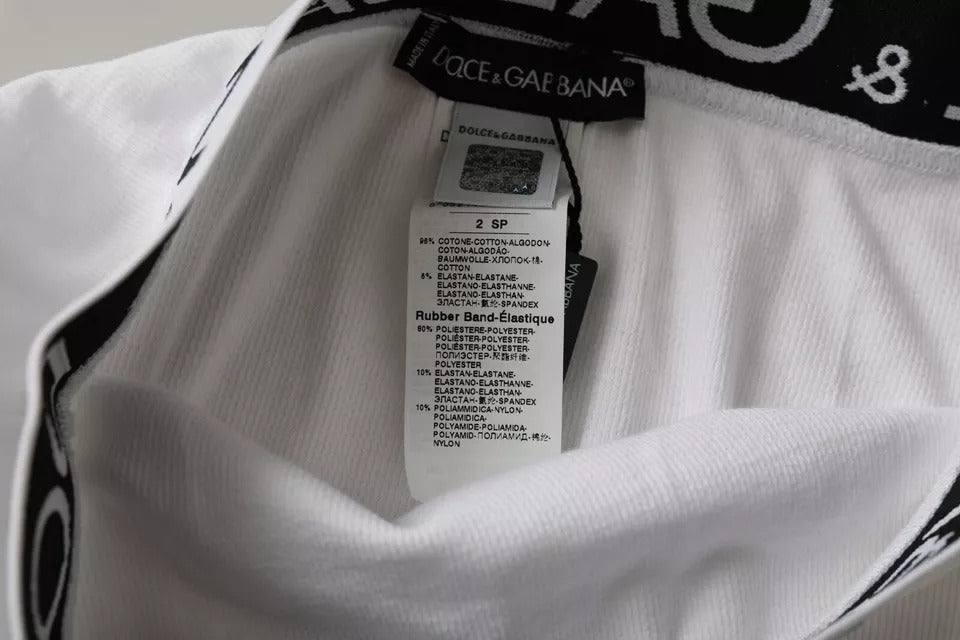 &
MADE IN ITALY
DOLCE & GABBANA®
DOLCE&GABBANA
2 SP
95% COTONE-COTTON-ALGODON-
COTON-ALGODÃO-
BAUMWOLLE-ХЛОПОК-棉-
COTTON
5% ELASTAN-ELASTANE-
ELASTANO-ELASTHANNE-
ELASTANO-ELASTHAN-
ЭЛАСТАН-氨纶-SPANDEX
Rubber Band-Élastique
80% POLIESTERE-POLYESTER-
POLIÉSTER-POLYESTER-
POLIÉSTER-POLYESTER-
ПОЛИЭСТЕР-聚酯纤维-
POLYESTER
10% ELASTAN-ELASTANE-
ELASTANO-ELASTHANNE-
ELASTANO-ELASTHAN-
ЭЛАСТАН-氨纶-SPANDEX
10% POLIAMMIDICA-NYLON-
POLIAMIDICA-
POLYAMIDE-POLIAMIDA-
POLYAMID-ПОЛИАМИД-锦纶-
NYLON